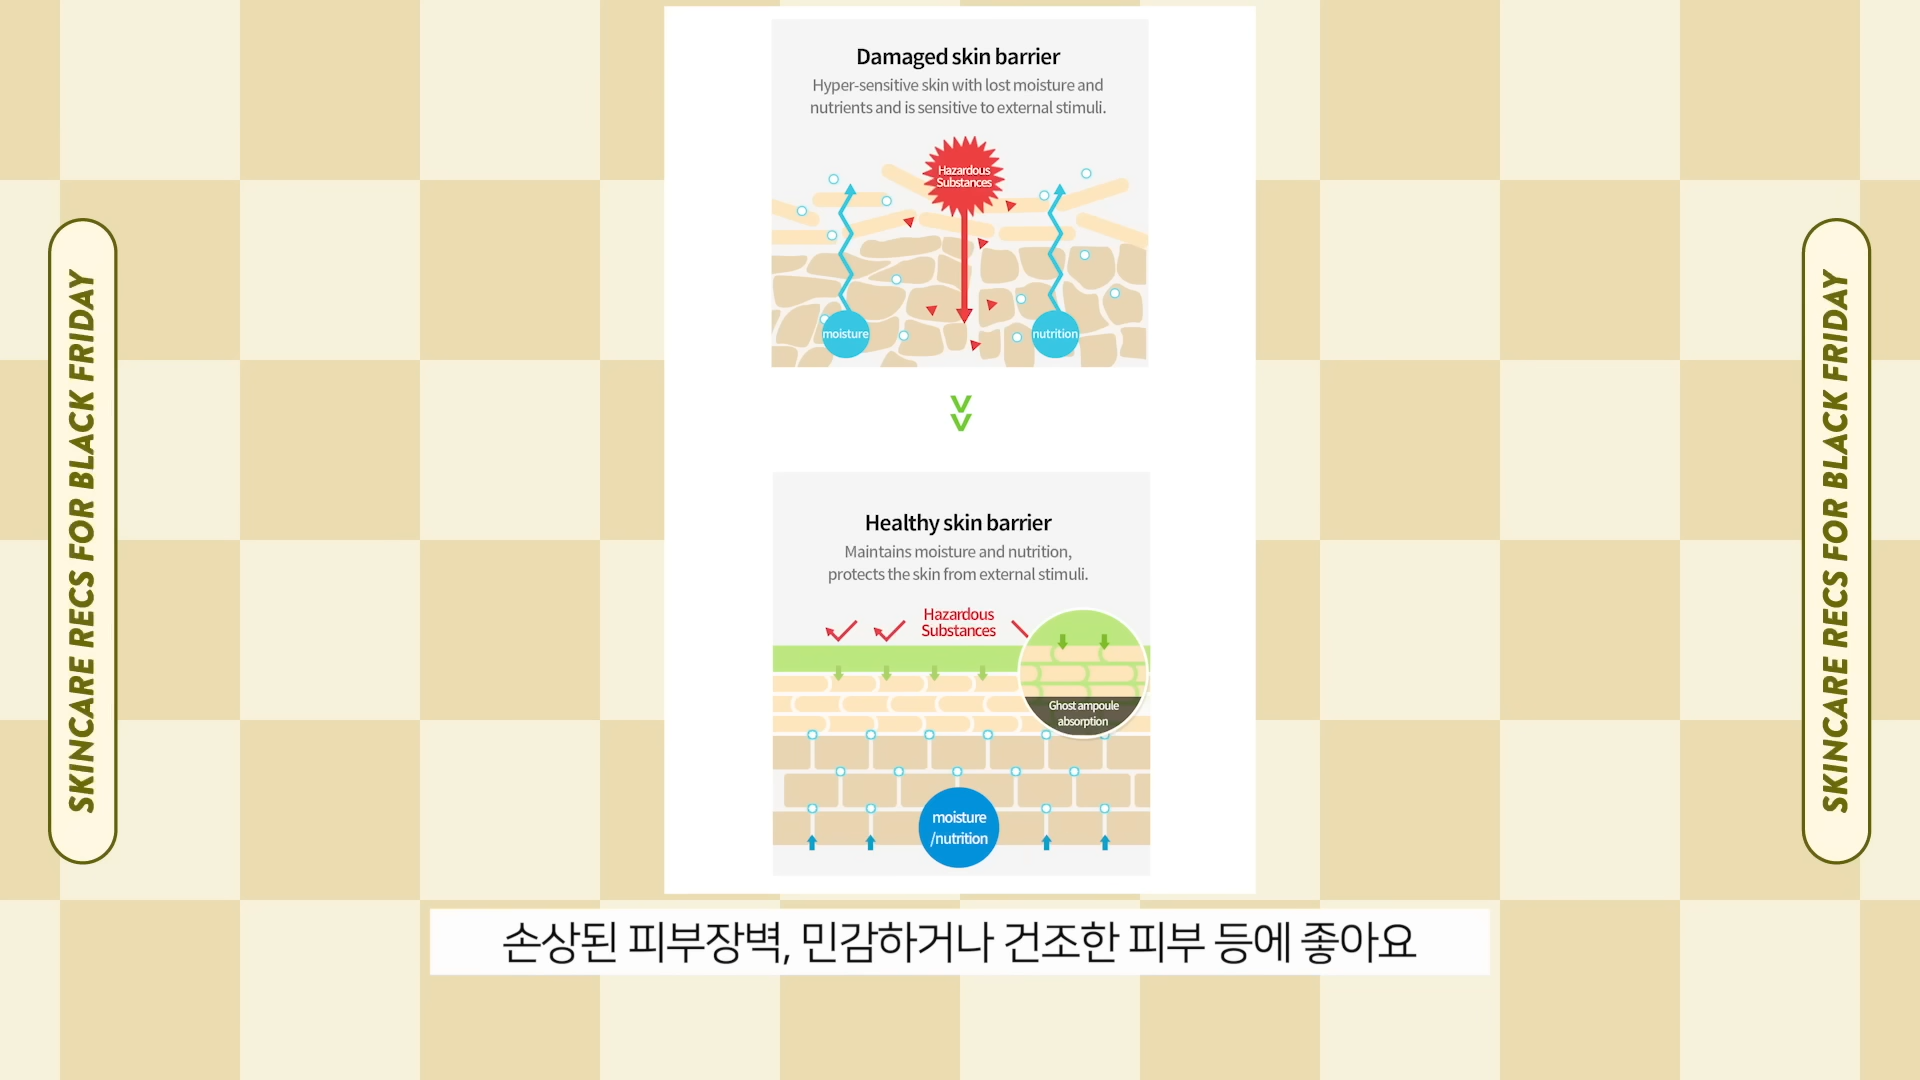 SKINCARE RECS FOR BLACK FRIDAY
Damaged skin barrier
Hyper-sensitive skin with lost moisture and
nutrients and is sensitive to external stimuli.
Hazardous
Substances
moisture
nutrition
Healthy skin barrier
Maintains moisture and nutrition,
protects the skin from external stimuli.
Hazardous
Substances
Ghost ampoule
absorption
moisture
/nutrition
손상된 피부장벽, 민감하거나 건조한 피부 등에 좋아요
SKINCARE RECS FOR BLACK FRIDAY